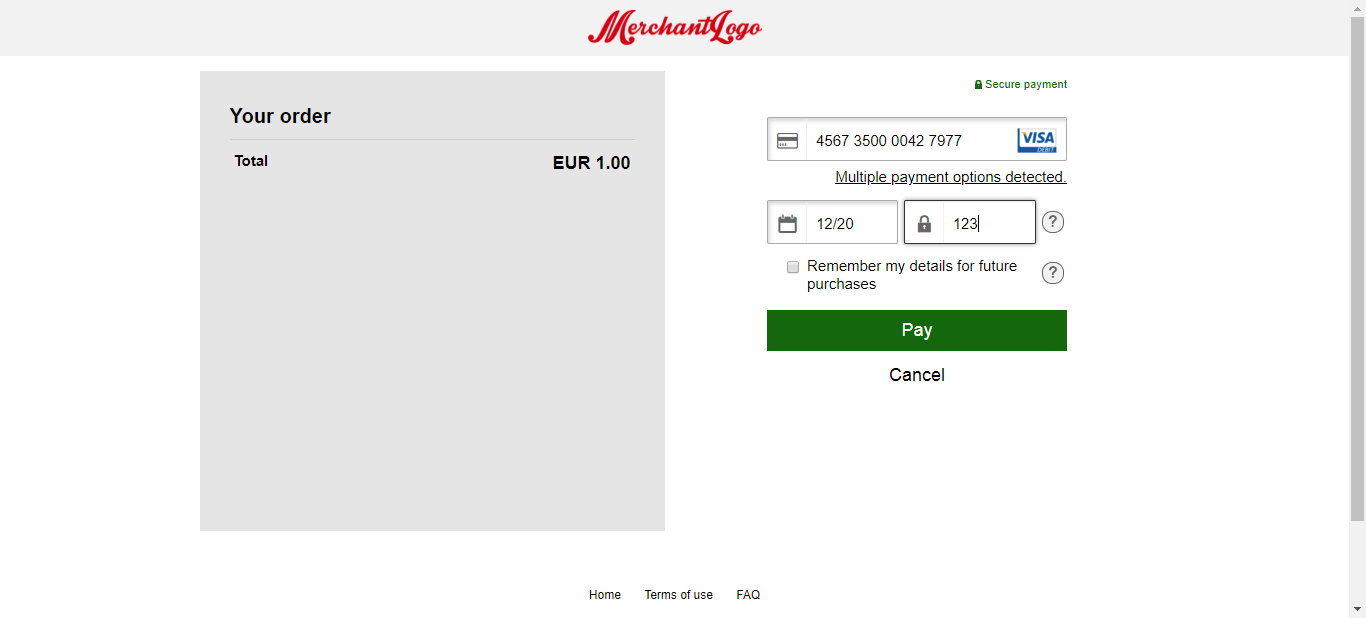 MerchantLogo
Your order
Total EUR 1.00
Secure payment
4567 3500 0042 7977 VISA DEBIT
Multiple payment options detected.
12/20 123 ?
Remember my details for future ?
purchases
Pay
Cancel
Home Terms of use FAQ